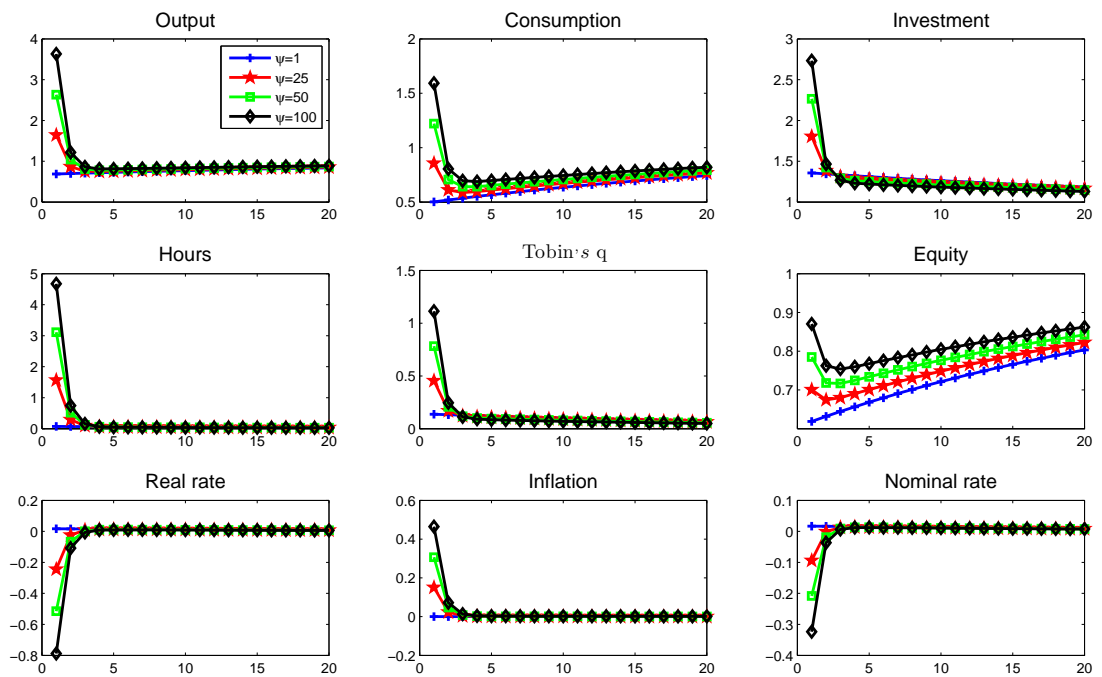 Output
4
3
2
1
0
0 5 10 15 20
ψ=1
ψ=25
ψ=50
ψ=100
Consumption
2
1.5
1
0.5
0 5 10 15 20
Investment
3
2.5
2
1.5
1
0 5 10 15 20
Hours
5
4
3
2
1
0
0 5 10 15 20
Tobin,s q
1.5
1
0.5
0
0 5 10 15 20
Equity
1
0.9
0.8
0.7
0 5 10 15 20
Real rate
0.2
0
−0.2
−0.4
−0.6
−0.8
0 5 10 15 20
Inflation
0.6
0.4
0.2
0
−0.2
0 5 10 15 20
Nominal rate
0.1
0
−0.1
−0.2
−0.3
−0.4
0 5 10 15 20